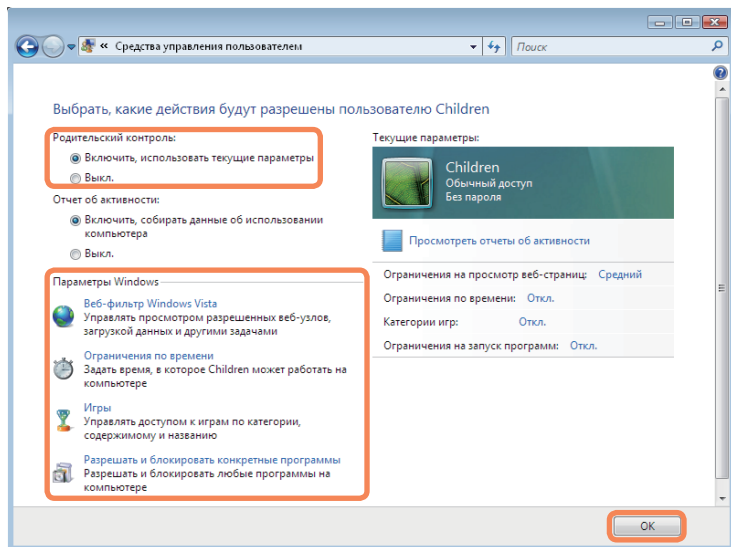 « Средства управления пользователем
Поиск
Выбрать, какие действия будут разрешены пользователю Children
Родительский контроль:
Включить, использовать текущие параметры
Выкл.
Отчет об активности:
Включить, собирать данные об использовании
компьютера
Выкл.
Параметры Windows
Веб-фильтр Windows Vista
Управлять просмотром разрешенных веб-узлов,
загрузкой данных и другими задачами
Ограничения по времени
Задать время, в которое Children может работать на
компьютере
Игры
Управлять доступом к играм по категории,
содержимому и названию
Разрешать и блокировать конкретные программы
Разрешать и блокировать любые программы на
компьютере
Текущие параметры:
Children
Обычный доступ
Без пароля
Просмотреть отчеты об активности
Ограничения на просмотр веб-страниц: Средний
Ограничения по времени: Откл.
Категории игр: Откл.
Ограничения на запуск программ: Откл.
OK